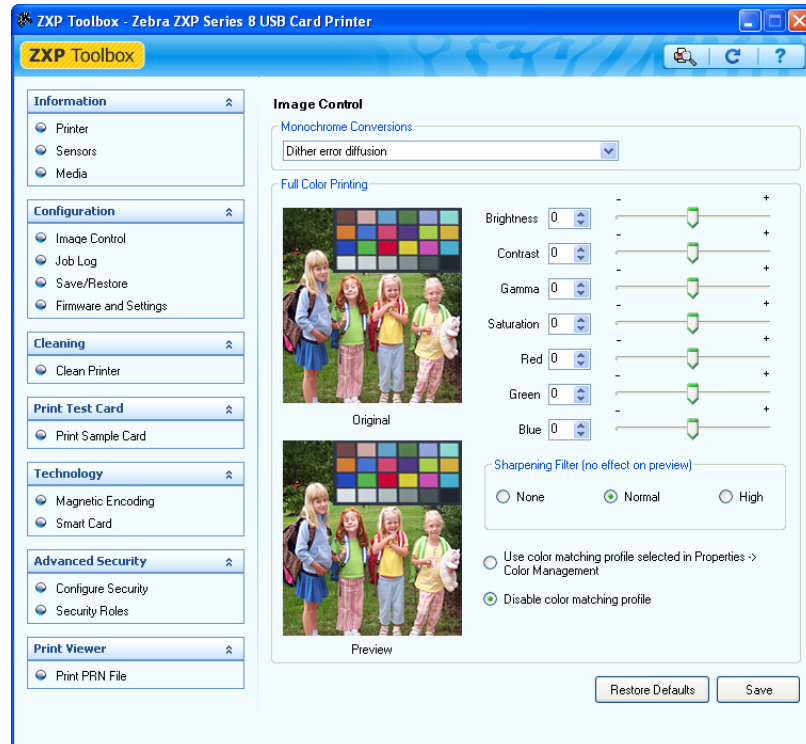 ZXP Toolbox - Zebra ZXP Series 8 USB Card Printer
ZXP Toolbox
?
Information
Printer
Sensors
Media
Configuration
Image Control
Job Log
Save/Restore
Firmware and Settings
Cleaning
Clean Printer
Print Test Card
Print Sample Card
Technology
Magnetic Encoding
Smart Card
Advanced Security
Configure Security
Security Roles
Print Viewer
Print PRN File
Image Control
Monochrome Conversions
Dither error diffusion
Full Color Printing
Original
Preview
- +
Brightness 0
- +
Contrast 0
- +
Gamma 0
- +
Saturation 0
- +
Red 0
- +
Green 0
- +
Blue 0
Sharpening Filter (no effect on preview)
None Normal High
Use color matching profile selected in Properties ->
Color Management
Disable color matching profile
Restore Defaults Save